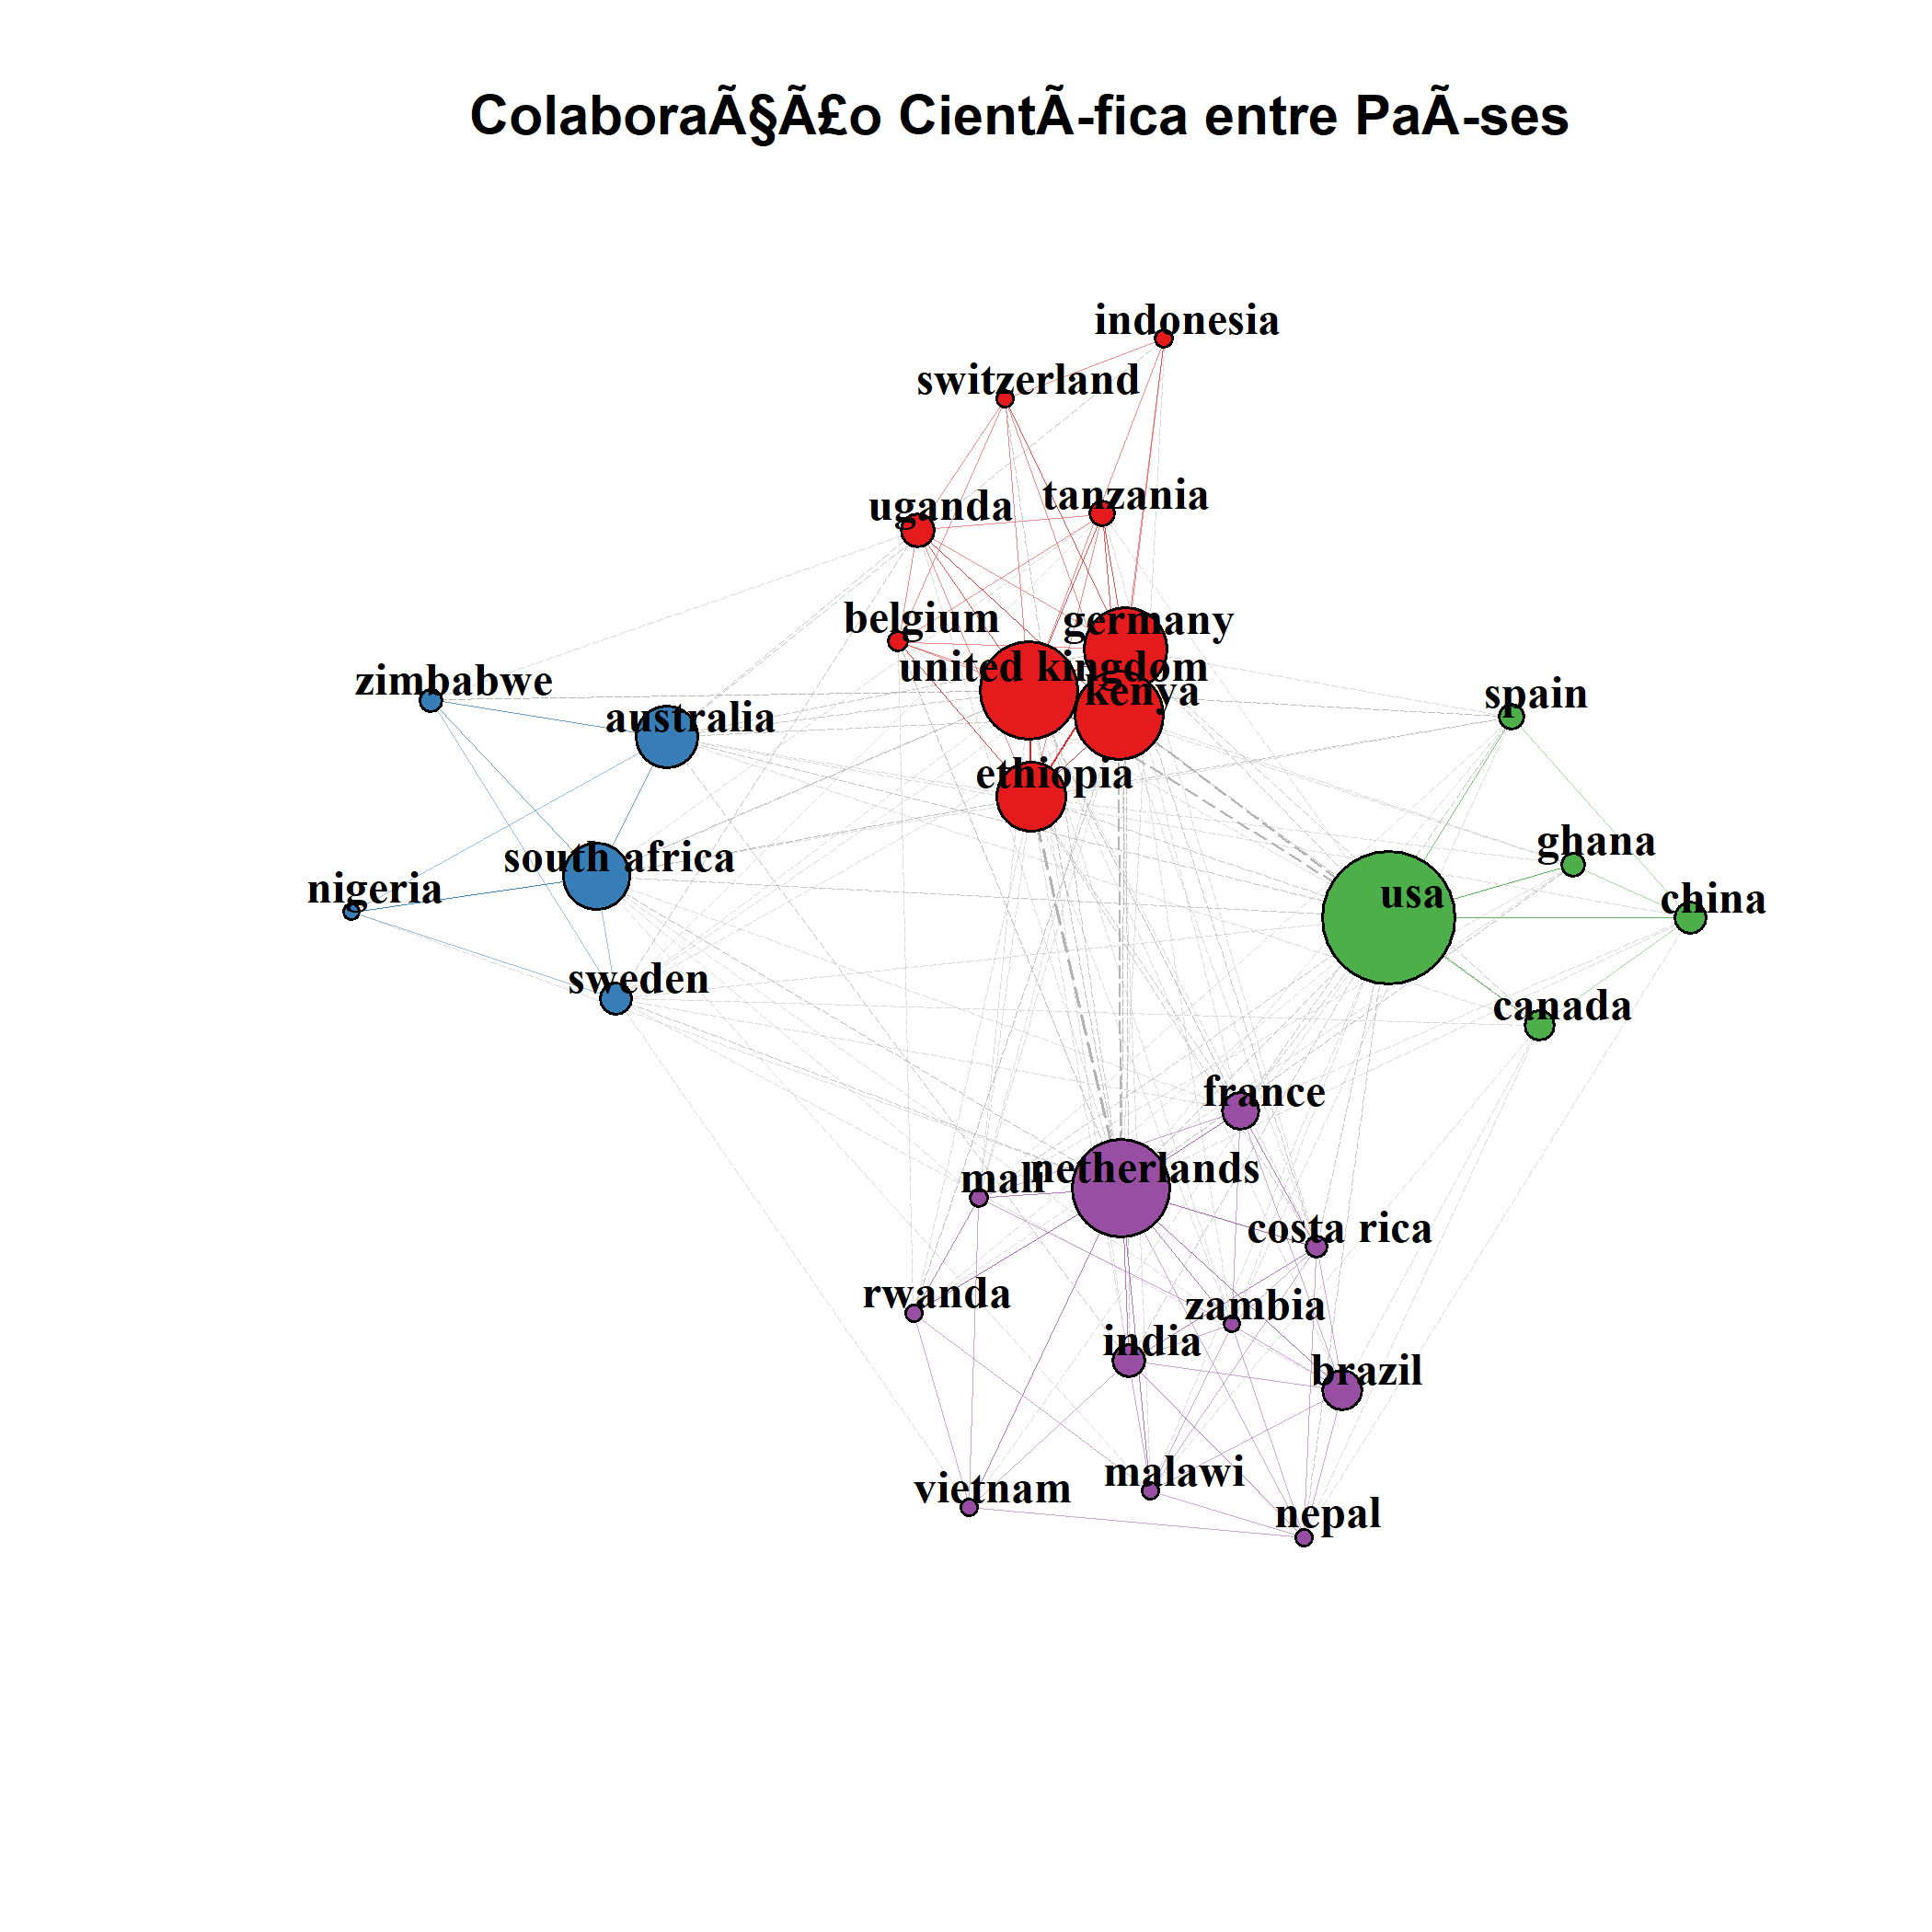 ColaboraÃ§Ã£o CientÃ-fica entre PaÃ-ses
indonesia
switzerland
tanzania
uganda
belgium
germany
united kingdom
kenya
zimbabwe
spain
australia
ethiopia
ghana
south africa
nigeria
usa
china
sweden
canada
france
netherlands
mali
costa rica
rwanda
zambia
india
brazil
malawi
vietnam
nepal